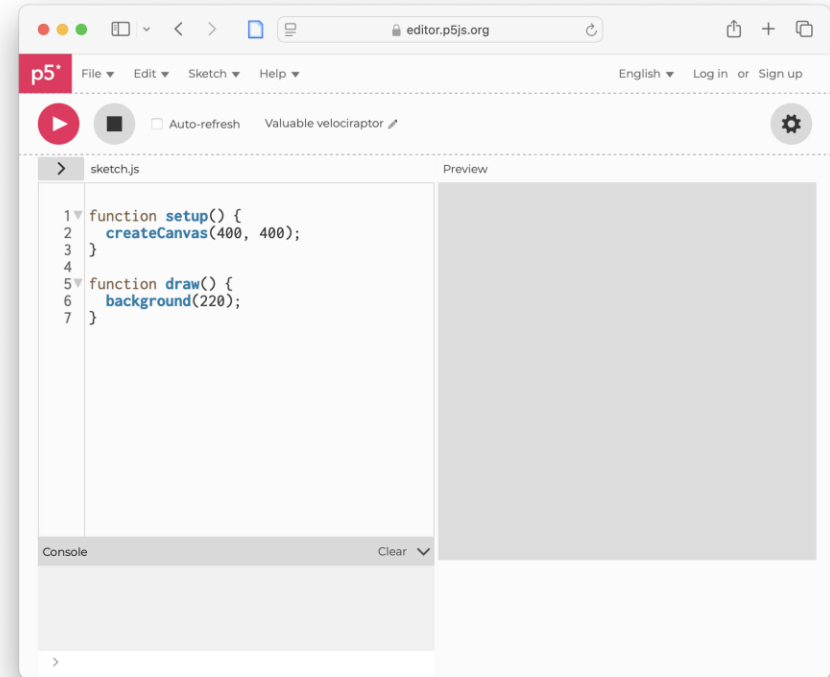 editor.p5js.org
p5*
File Edit Sketch Help English Log in or Sign up
Auto-refresh Valuable velociraptor
sketch.js Preview
1 function setup() {
2   createCanvas(400, 400);
3 }
4
5 function draw() {
6   background(220);
7 }
Console Clear
>